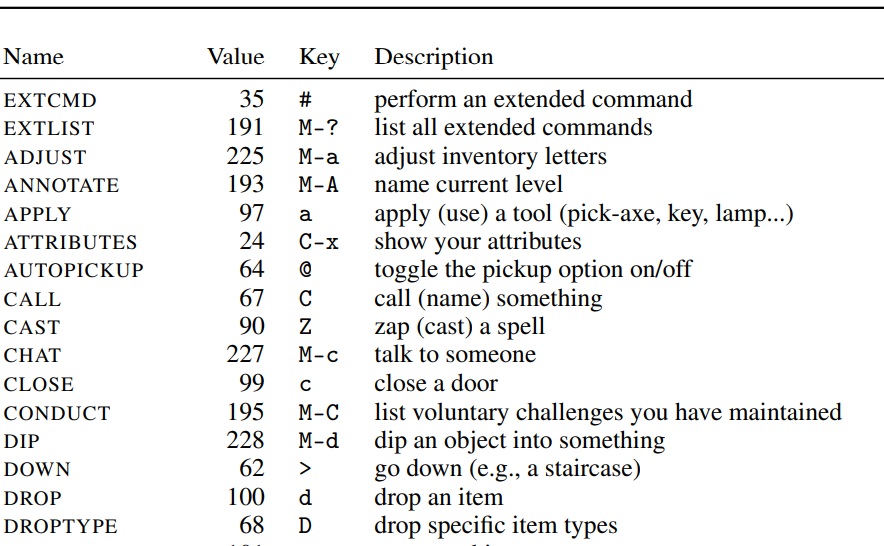 Name Value Key Description
EXTCMD 35 # perform an extended command
EXTLIST 191 M-? list all extended commands
ADJUST 225 M-a adjust inventory letters
ANNOTATE 193 M-A name current level
APPLY 97 a apply (use) a tool (pick-axe, key, lamp...)
ATTRIBUTES 24 C-x show your attributes
AUTOPICKUP 64 @ toggle the pickup option on/off
CALL 67 C call (name) something
CAST 90 Z zap (cast) a spell
CHAT 227 M-c talk to someone
CLOSE 99 c close a door
CONDUCT 195 M-C list voluntary challenges you have maintained
DIP 228 M-d dip an object into something
DOWN 62 > go down (e.g., a staircase)
DROP 100 d drop an item
DROPTYPE 68 D drop specific item types